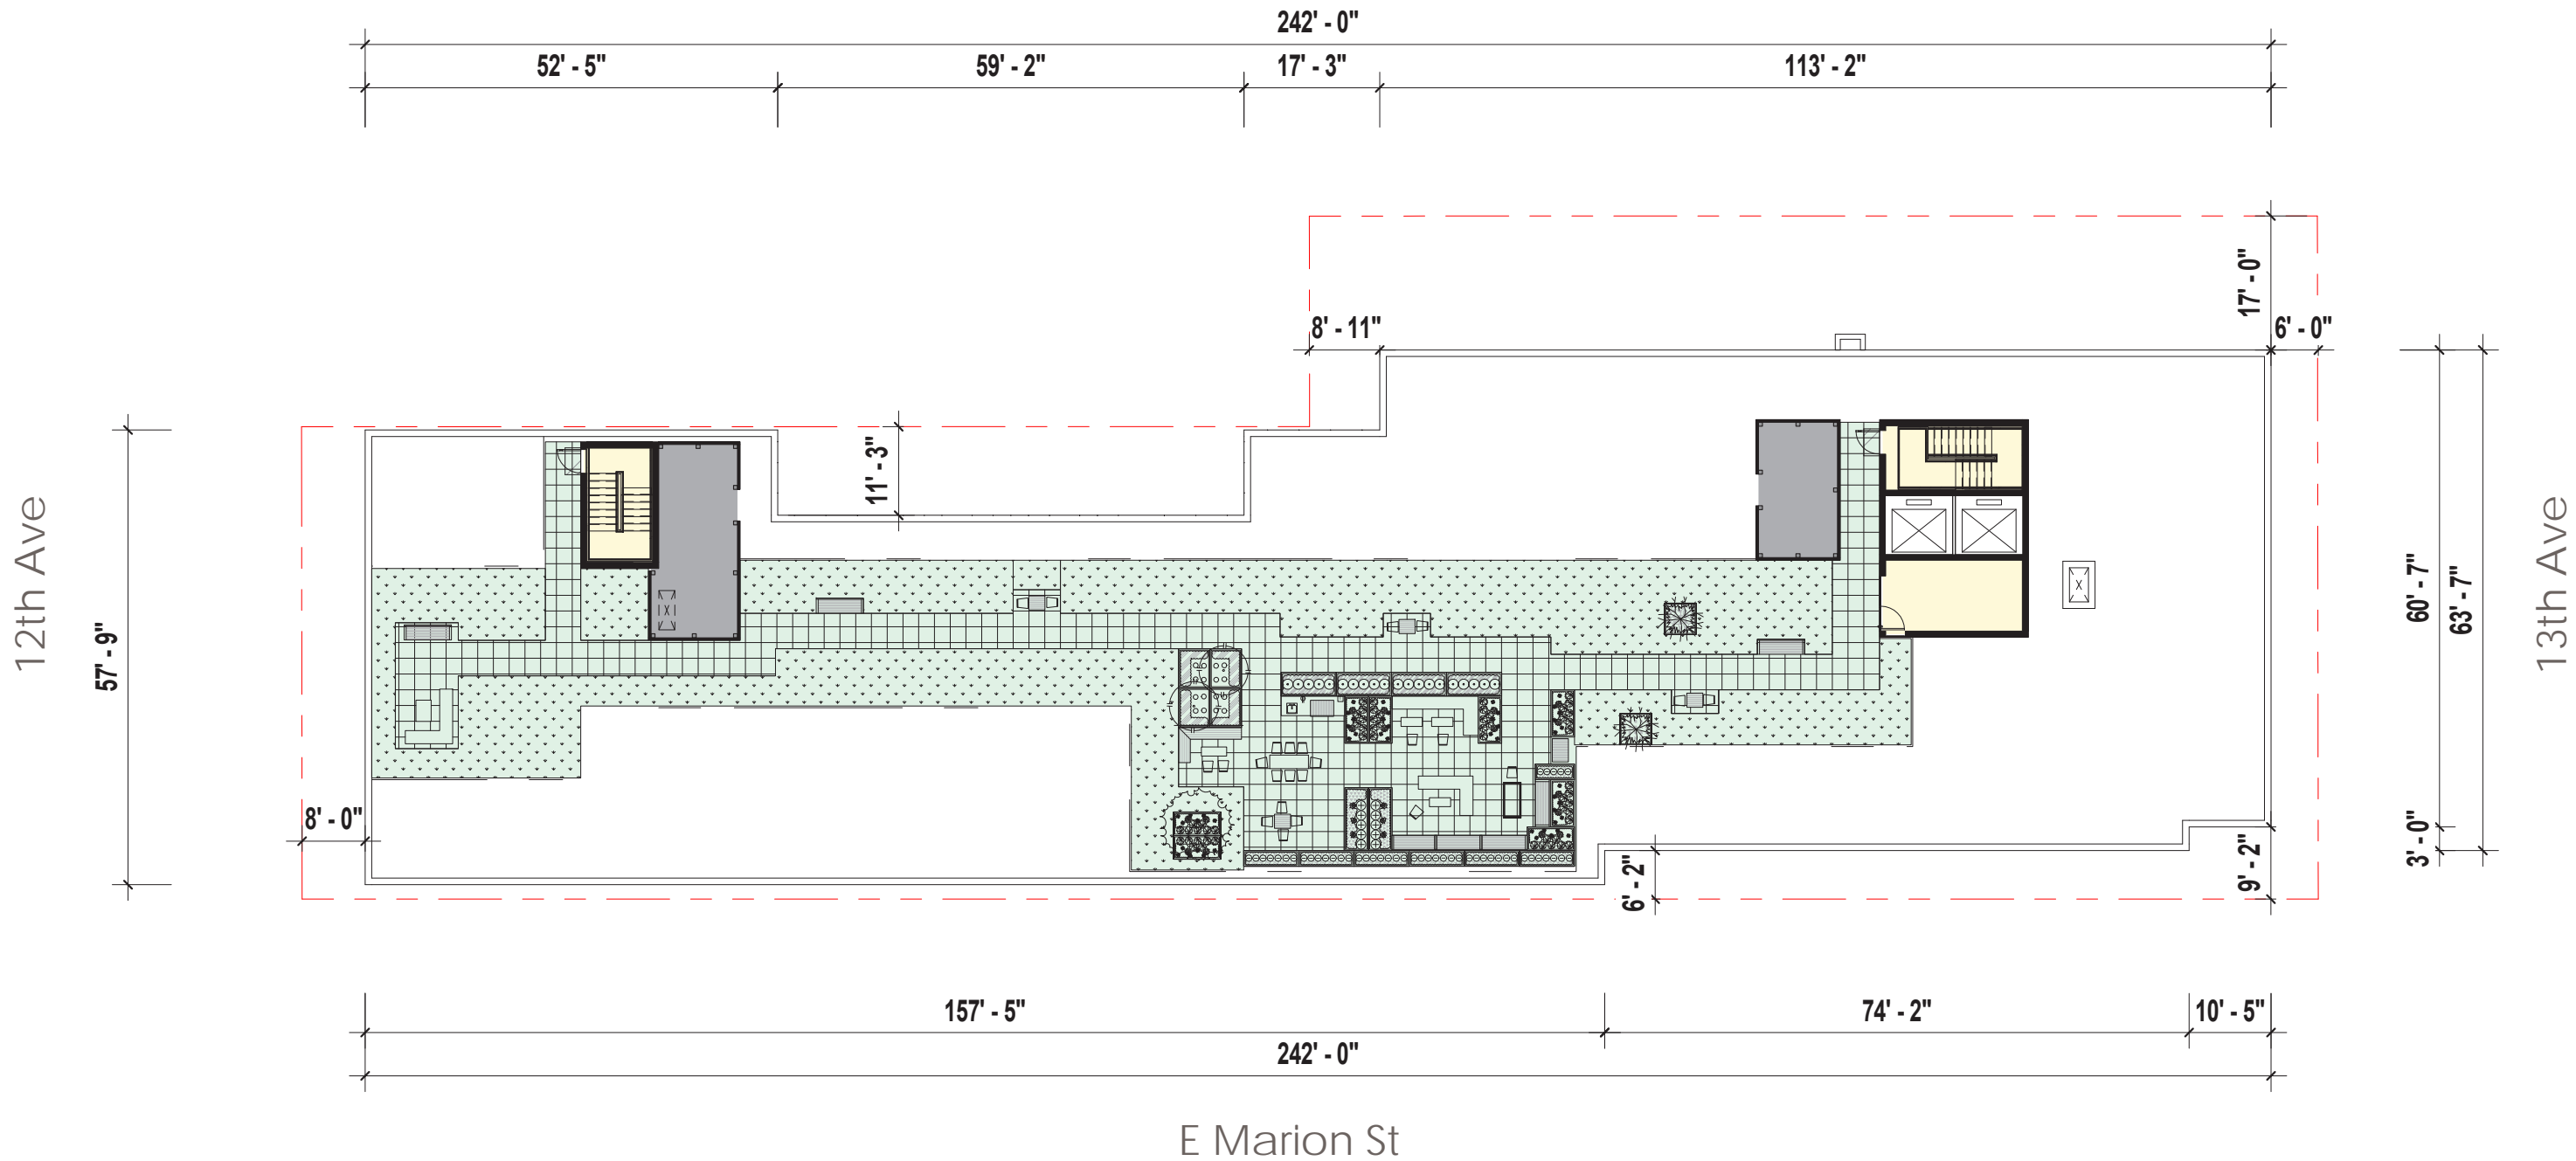 242' - 0"
52' - 5"
59' - 2"
17' - 3"
113' - 2"
17' - 0"
8' - 11"
6' - 0"
11' - 3"
12th Ave
57' - 9"
60' - 7"
63' - 7"
13th Ave
8' - 0"
6' - 2"
9' - 2"
3' - 0"
157' - 5"
74' - 2"
10' - 5"
242' - 0"
E Marion St